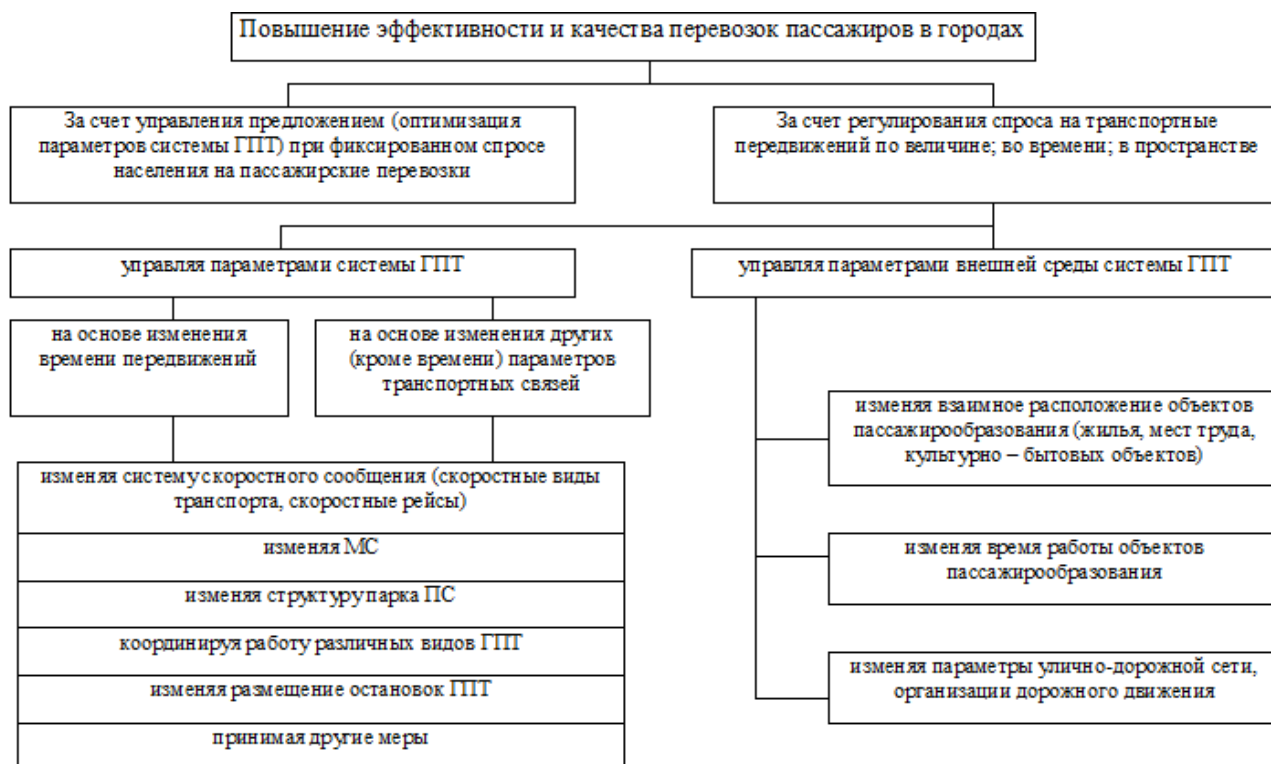 Повышение эффективности и качества перевозок пассажиров в городах
За счет управления предложением (оптимизация
параметров системы ГПТ) при фиксированном спросе
населения на пассажирские перевозки
За счет регулирования спроса на транспортные
передвижений по величине; во времени; в пространстве
управляя параметрами системы ГПТ
управляя параметрами внешней среды системы ГПТ
на основе изменения
времени передвижений
на основе изменения других
(кроме времени) параметров
транспортных связей
изменяя систему скоростного сообщения (скоростные виды
транспорта, скоростные рейсы)
изменяя МС
изменяя структуру парка ПС
координируя работу различных видов ГПТ
изменяя размещение остановок ГПТ
принимая другие меры
изменяя взаимное расположение объектов
пассажирообразования (жилья, мест труда,
культурно – бытовых объектов)
изменяя время работы объектов
пассажирообразования
изменяя параметры улично-дорожной сети,
организации дорожного движения